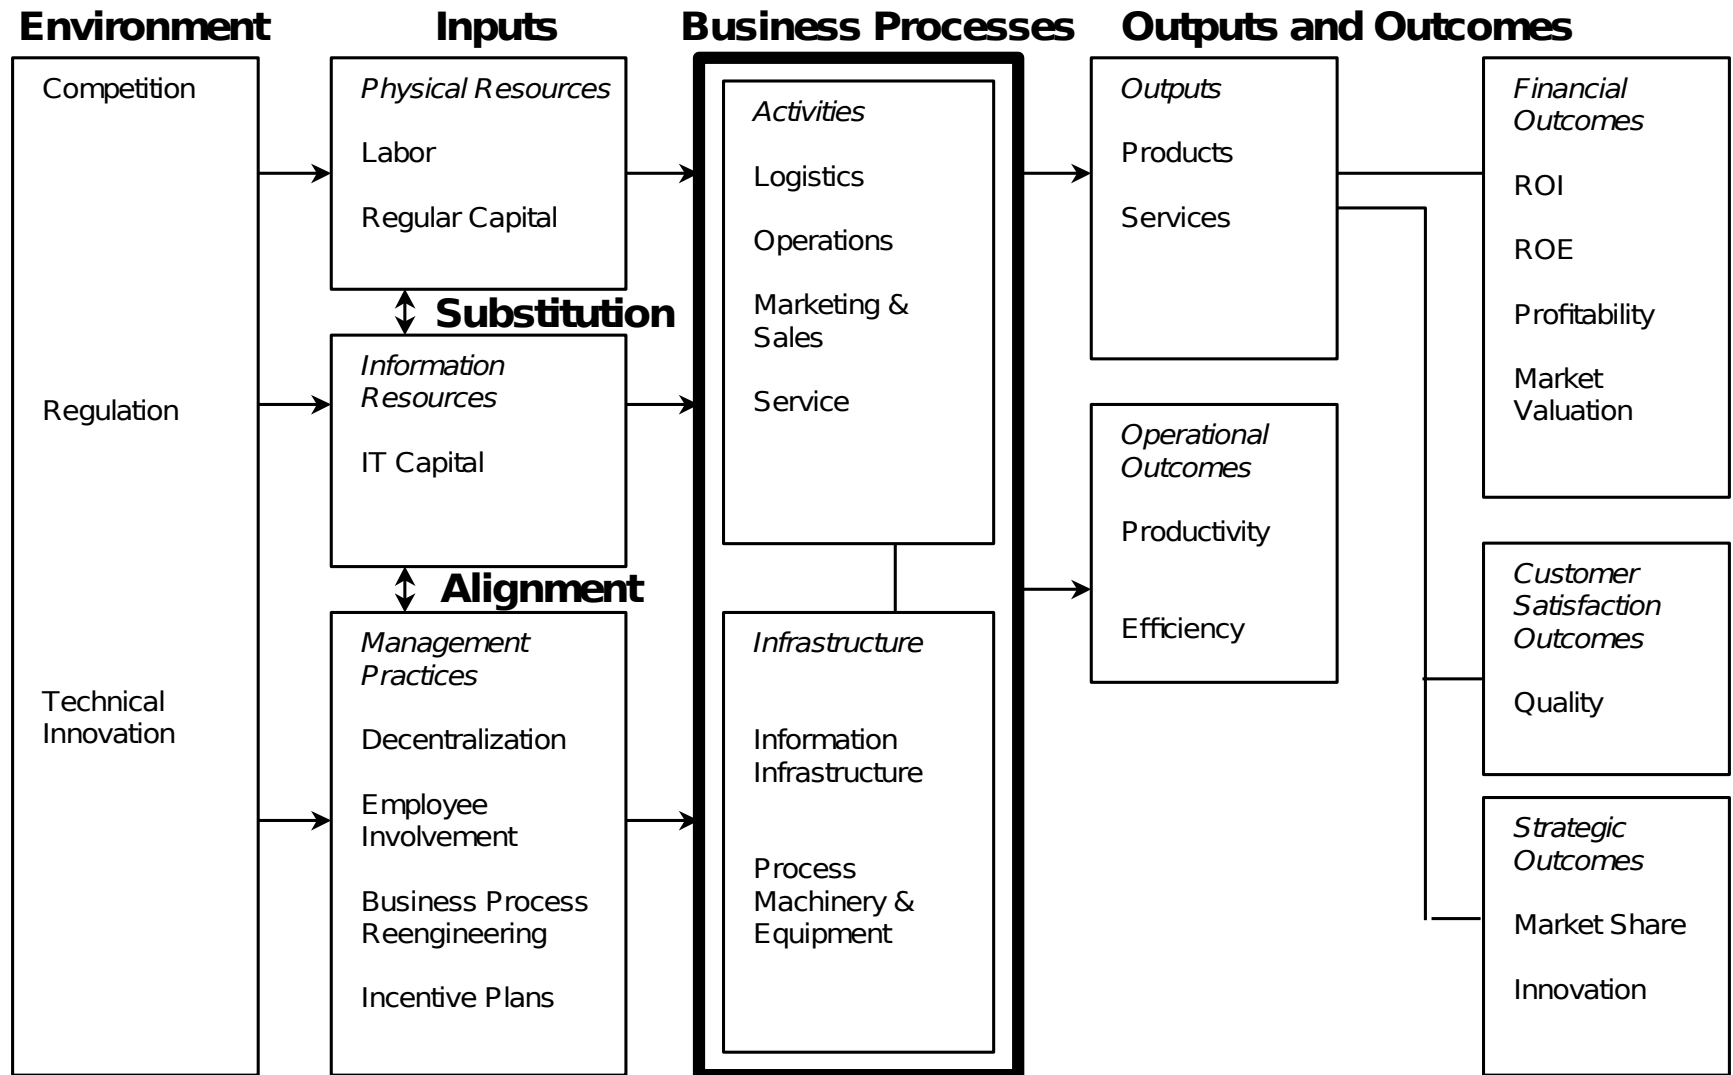 Environment
Inputs
Business Processes
Outputs and Outcomes
Competition
Regulation
Technical
Innovation
Physical Resources
Labor
Regular Capital
Substitution
Information
Resources
IT Capital
Alignment
Management
Practices
Decentralization
Employee
Involvement
Business Process
Reengineering
Incentive Plans
Activities
Logistics
Operations
Marketing &
Sales
Service
Infrastructure
Information
Infrastructure
Process
Machinery &
Equipment
Outputs
Products
Services
Operational
Outcomes
Productivity
Efficiency
Financial
Outcomes
ROI
ROE
Profitability
Market
Valuation
Customer
Satisfaction
Outcomes
Quality
Strategic
Outcomes
Market Share
Innovation